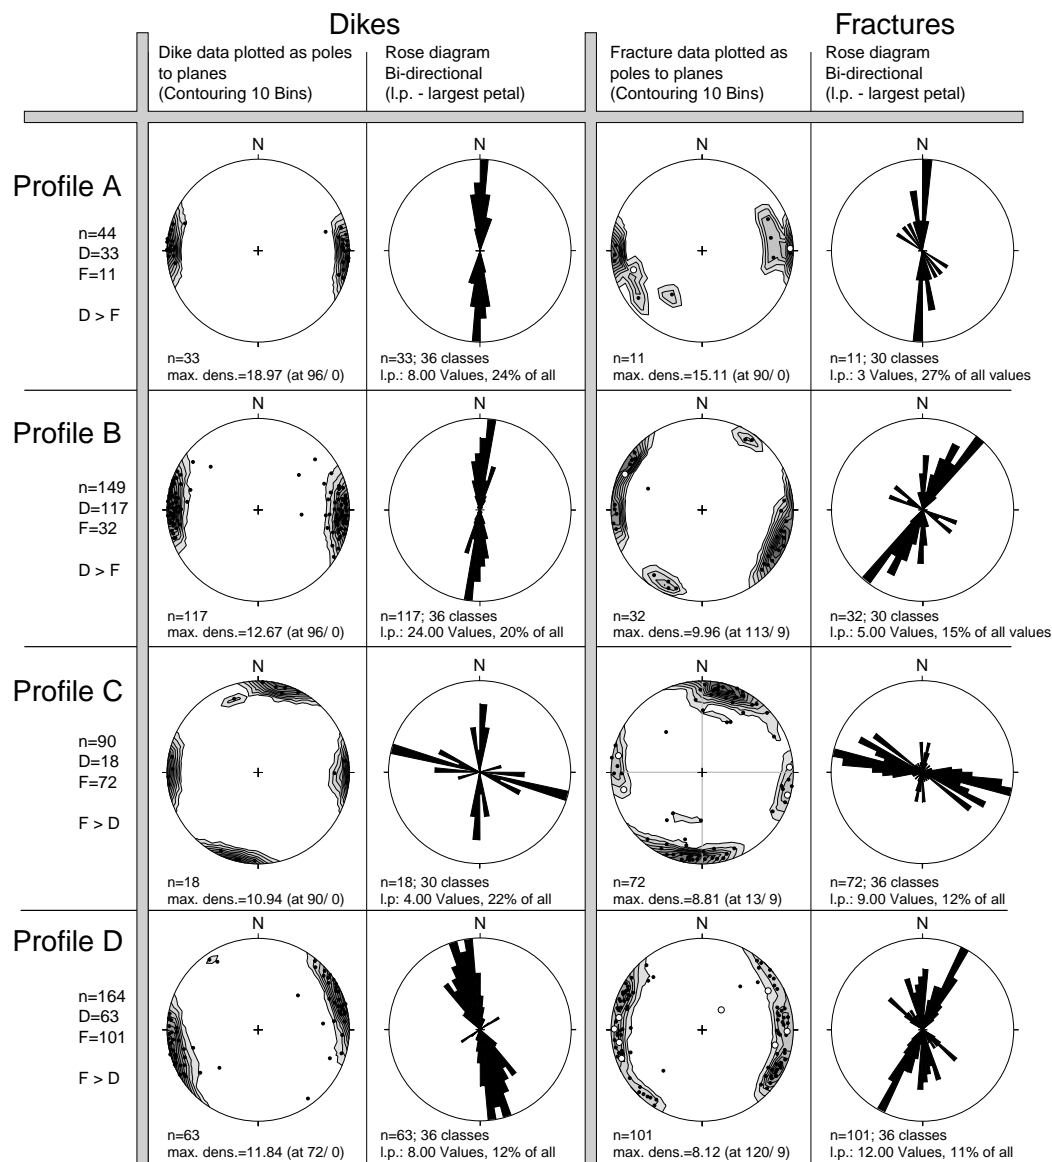 Dikes
Fractures
Dike data plotted as poles
to planes
(Contouring 10 Bins)
Rose diagram
Bi-directional
(l.p. - largest petal)
Fracture data plotted as
poles to planes
(Contouring 10 Bins)
Rose diagram
Bi-directional
(l.p. - largest petal)
Profile A
n=44
D=33
F=11
D > F
N
n=33
max. dens.=18.97 (at 96/ 0)
N
n=33; 36 classes
l.p.: 8.00 Values, 24% of all
N
n=11
max. dens.=15.11 (at 90/ 0)
N
n=11; 30 classes
l.p.: 3 Values, 27% of all values
Profile B
n=149
D=117
F=32
D > F
N
n=117
max. dens.=12.67 (at 96/ 0)
N
n=117; 36 classes
l.p.: 24.00 Values, 20% of all
N
n=32
max. dens.=9.96 (at 113/ 9)
N
n=32; 30 classes
l.p.: 5.00 Values, 15% of all values
Profile C
n=90
D=18
F=72
F > D
N
n=18
max. dens.=10.94 (at 90/ 0)
N
n=18; 30 classes
l.p: 4.00 Values, 22% of all
N
n=72
max. dens.=8.81 (at 13/ 9)
N
n=72; 36 classes
l.p.: 9.00 Values, 12% of all
Profile D
n=164
D=63
F=101
F > D
N
n=63
max. dens.=11.84 (at 72/ 0)
N
n=63; 36 classes
l.p.: 8.00 Values, 12% of all
N
n=101
max. dens.=8.12 (at 120/ 9)
N
n=101; 36 classes
l.p.: 12.00 Values, 11% of all